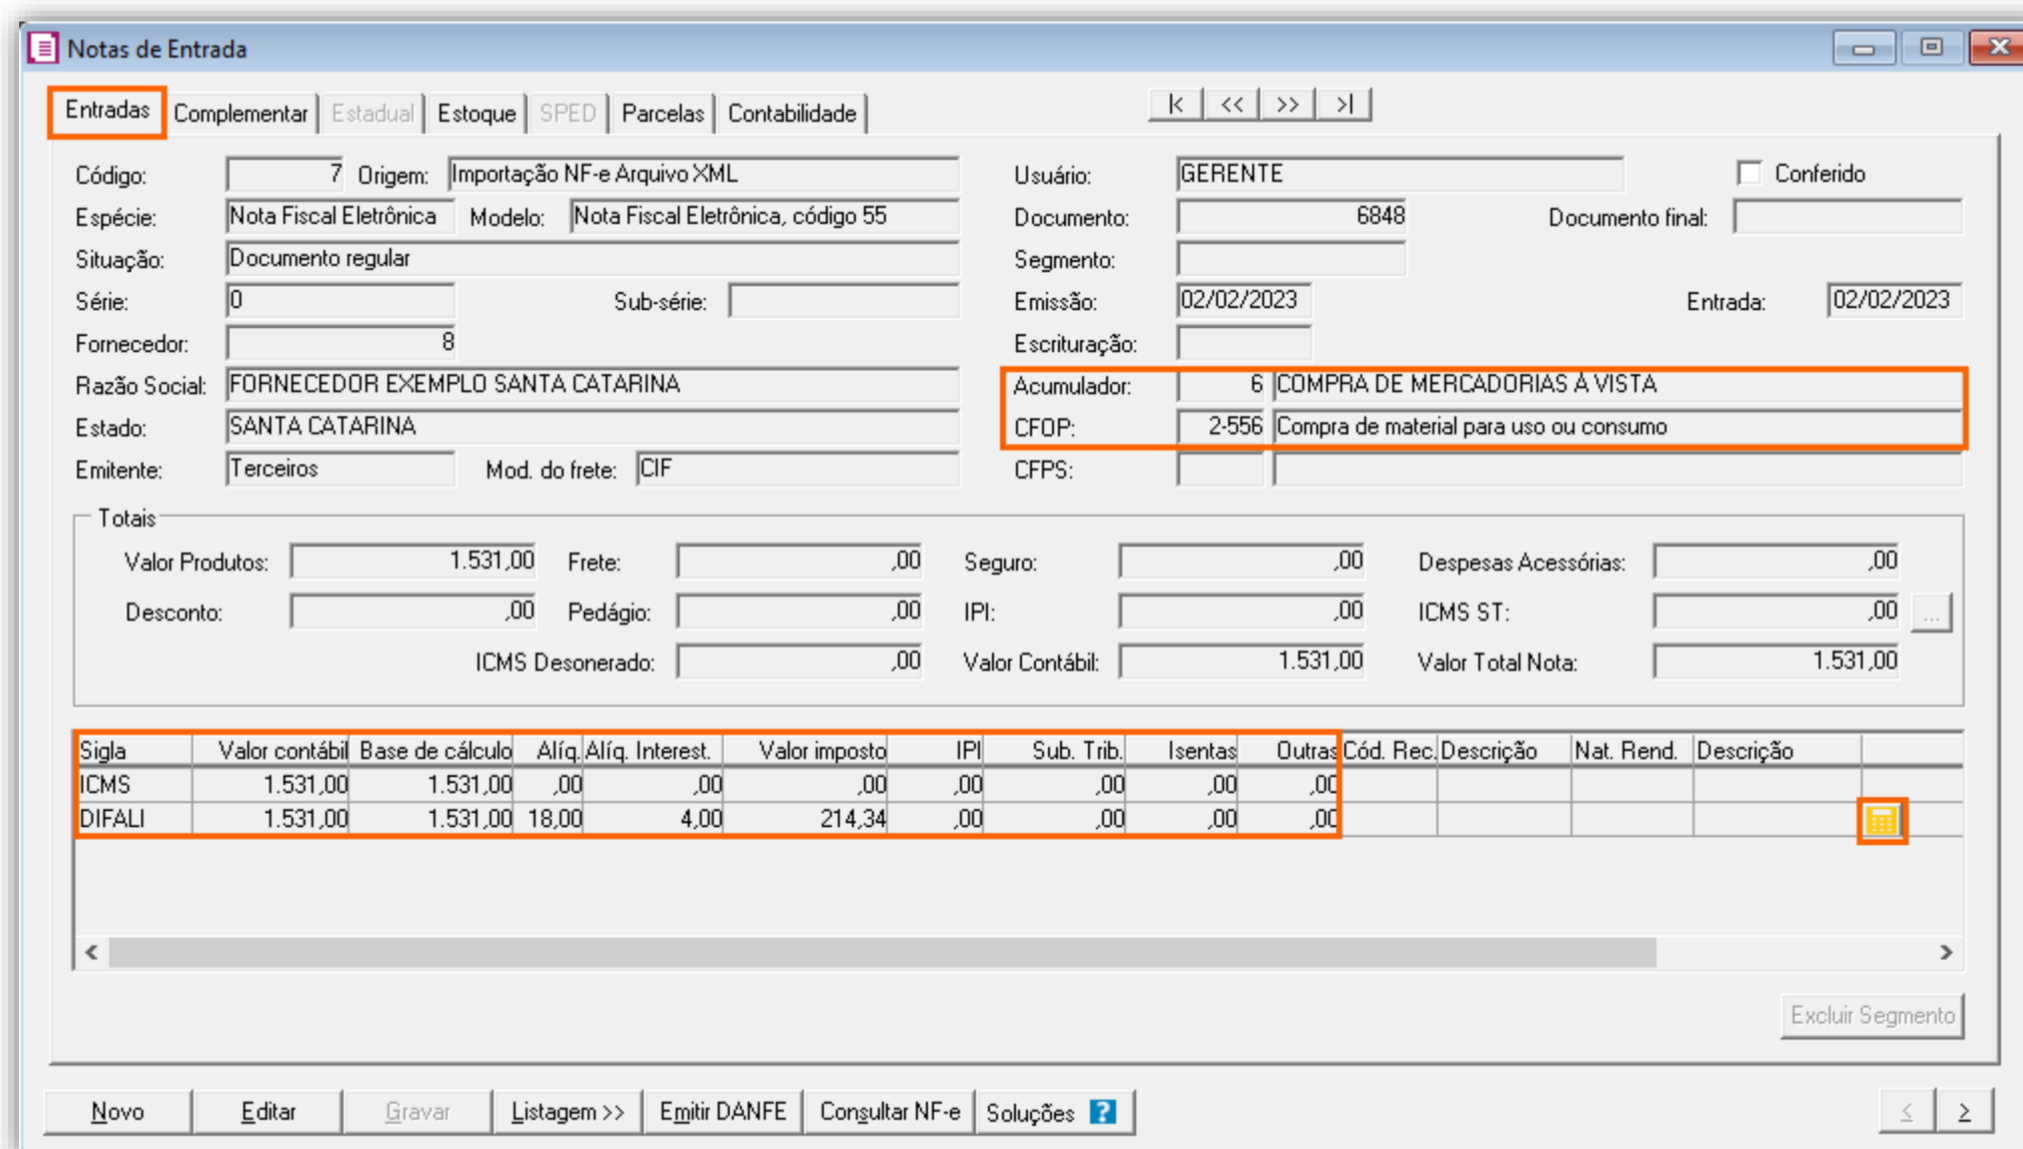 Notas de Entrada
Entradas Complementar Estadual Estoque SPED Parcelas Contabilidade |< << >> >|
Código: 7 Origem: Importação NF-e Arquivo XML Usuário: GERENTE Conferido
Espécie: Nota Fiscal Eletrônica Modelo: Nota Fiscal Eletrônica, código 55 Documento: 6848 Documento final:
Situação: Documento regular Segmento:
Série: 0 Sub-série: Emissão: 02/02/2023 Entrada: 02/02/2023
Fornecedor: 8 Escrituração:
Razão Social: FORNECEDOR EXEMPLO SANTA CATARINA Acumulador: 6 COMPRA DE MERCADORIAS À VISTA
Estado: SANTA CATARINA CFOP: 2-556 Compra de material para uso ou consumo
Emitente: Terceiros Mod. do frete: CIF CFPS:
Totais
Valor Produtos: 1.531,00 Frete: ,00 Seguro: ,00 Despesas Acessórias: ,00
Desconto: ,00 Pedágio: ,00 IPI: ,00 ICMS ST: ,00 ...
ICMS Desonerado: ,00 Valor Contábil: 1.531,00 Valor Total Nota: 1.531,00
Sigla Valor contábil Base de cálculo Alíq. Alíq. Interest. Valor imposto IPI Sub. Trib. Isentas Outras Cód. Rec. Descrição Nat. Rend. Descrição
ICMS 1.531,00 1.531,00 ,00 ,00 ,00 ,00 ,00 ,00 ,00
DIFALI 1.531,00 1.531,00 18,00 4,00 214,34 ,00 ,00 ,00 ,00
< >
Excluir Segmento
Novo Editar Gravar Listagem >> Emitir DANFE Consultar NF-e Soluções ? < >